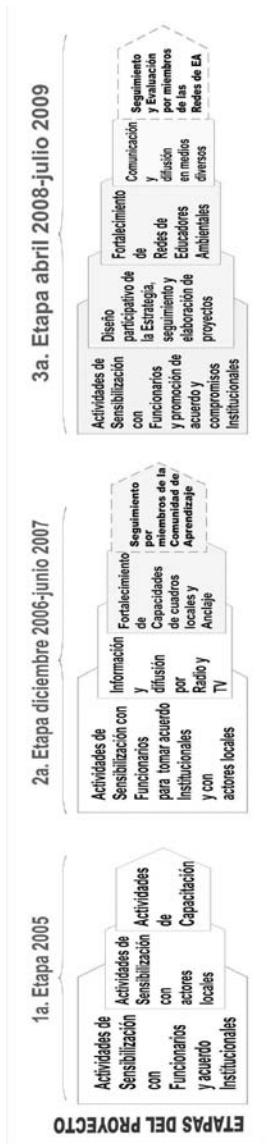 ETAPAS DEL PROYECTO
1a. Etapa 2005
Actividades de
Sensibilización
con
Funcionarios
y acuerdo
Institucionales
Actividades de
Sensibilización
con
actores
locales
Actividades
de
Capacitación
2a. Etapa diciembre 2006-junio 2007
Actividades de
Sensibilización con
Funcionarios
para tomar acuerdo
Institucionales
y con
actores locales
Información
y
difusión
por
Radio y
TV
Fortalecimiento
de
Capacidades
de cuadros
locales y
Anclaje
Seguimiento
por
miembros de la
Comunidad de
Aprendizaje
3a. Etapa abril 2008-julio 2009
Actividades de
Sensibilización
con
Funcionarios
y promoción de
acuerdo y
compromisos
Institucionales
Diseño
participativo de
la Estrategia,
seguimiento y
elaboración de
proyectos
Fortalecimiento
de
Redes de
Educadores
Ambientales
Comunicación
y
difusión
en medios
diversos
Seguimiento
y Evaluación
por miembros
de las
Redes de EA